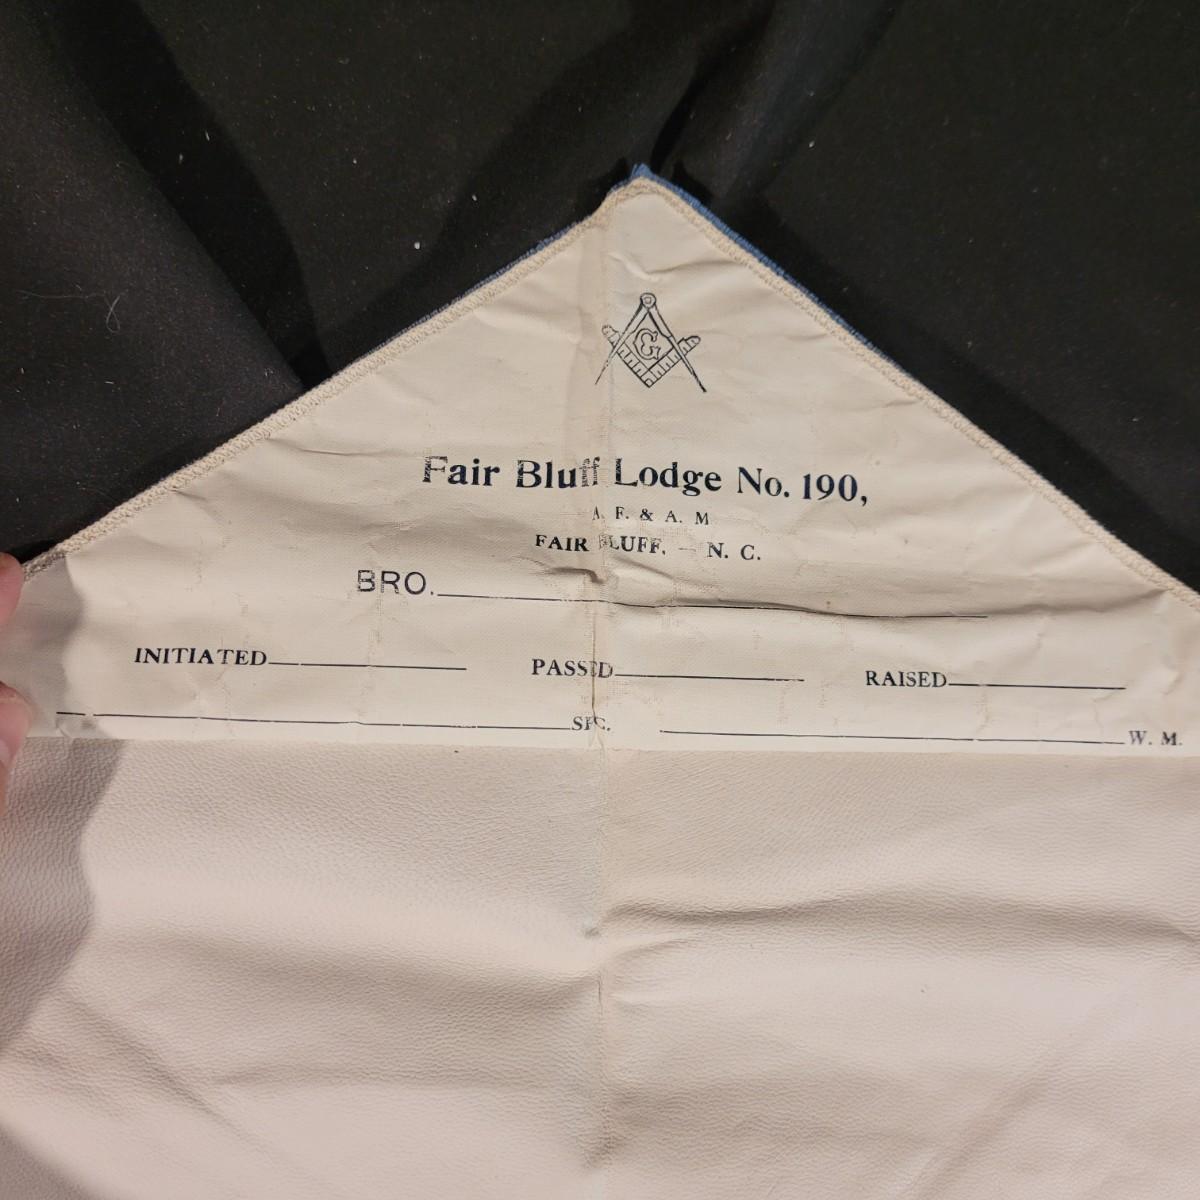 G
Fair Bluff Lodge No. 190,
A. F. & A. M
FAIR BLUFF. — N. C.
BRO.
INITIATED PASSED RAISED
SEC. W. M.